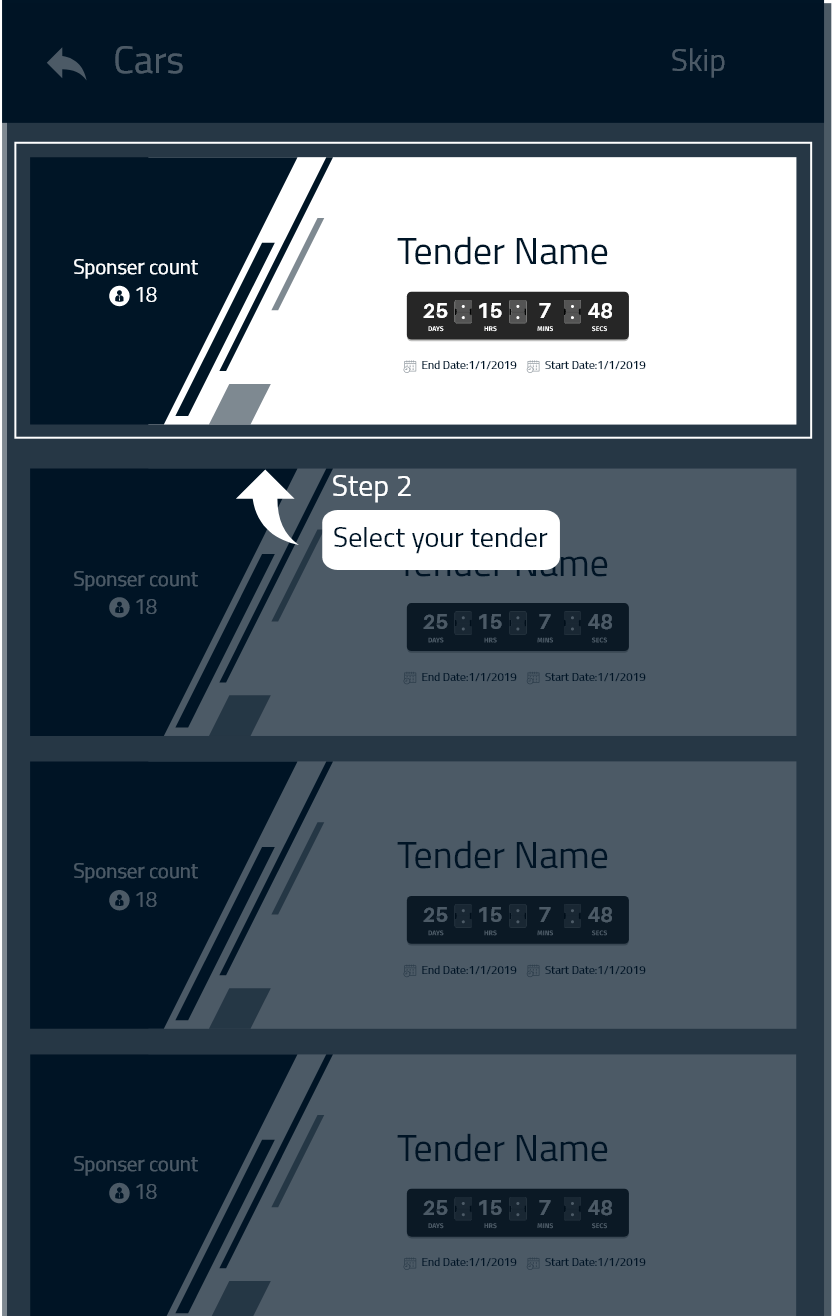 Cars
Skip
Sponser count
18
Tender Name
25 : 15 : 7 : 48
DAYS HRS MINS SECS
End Date:1/1/2019 Start Date:1/1/2019
Step 2
Select your tender
Sponser count
18
Tender Name
25 : 15 : 7 : 48
DAYS HRS MINS SECS
End Date:1/1/2019 Start Date:1/1/2019
Sponser count
18
Tender Name
25 : 15 : 7 : 48
DAYS HRS MINS SECS
End Date:1/1/2019 Start Date:1/1/2019
Sponser count
18
Tender Name
25 : 15 : 7 : 48
DAYS HRS MINS SECS
End Date:1/1/2019 Start Date:1/1/2019